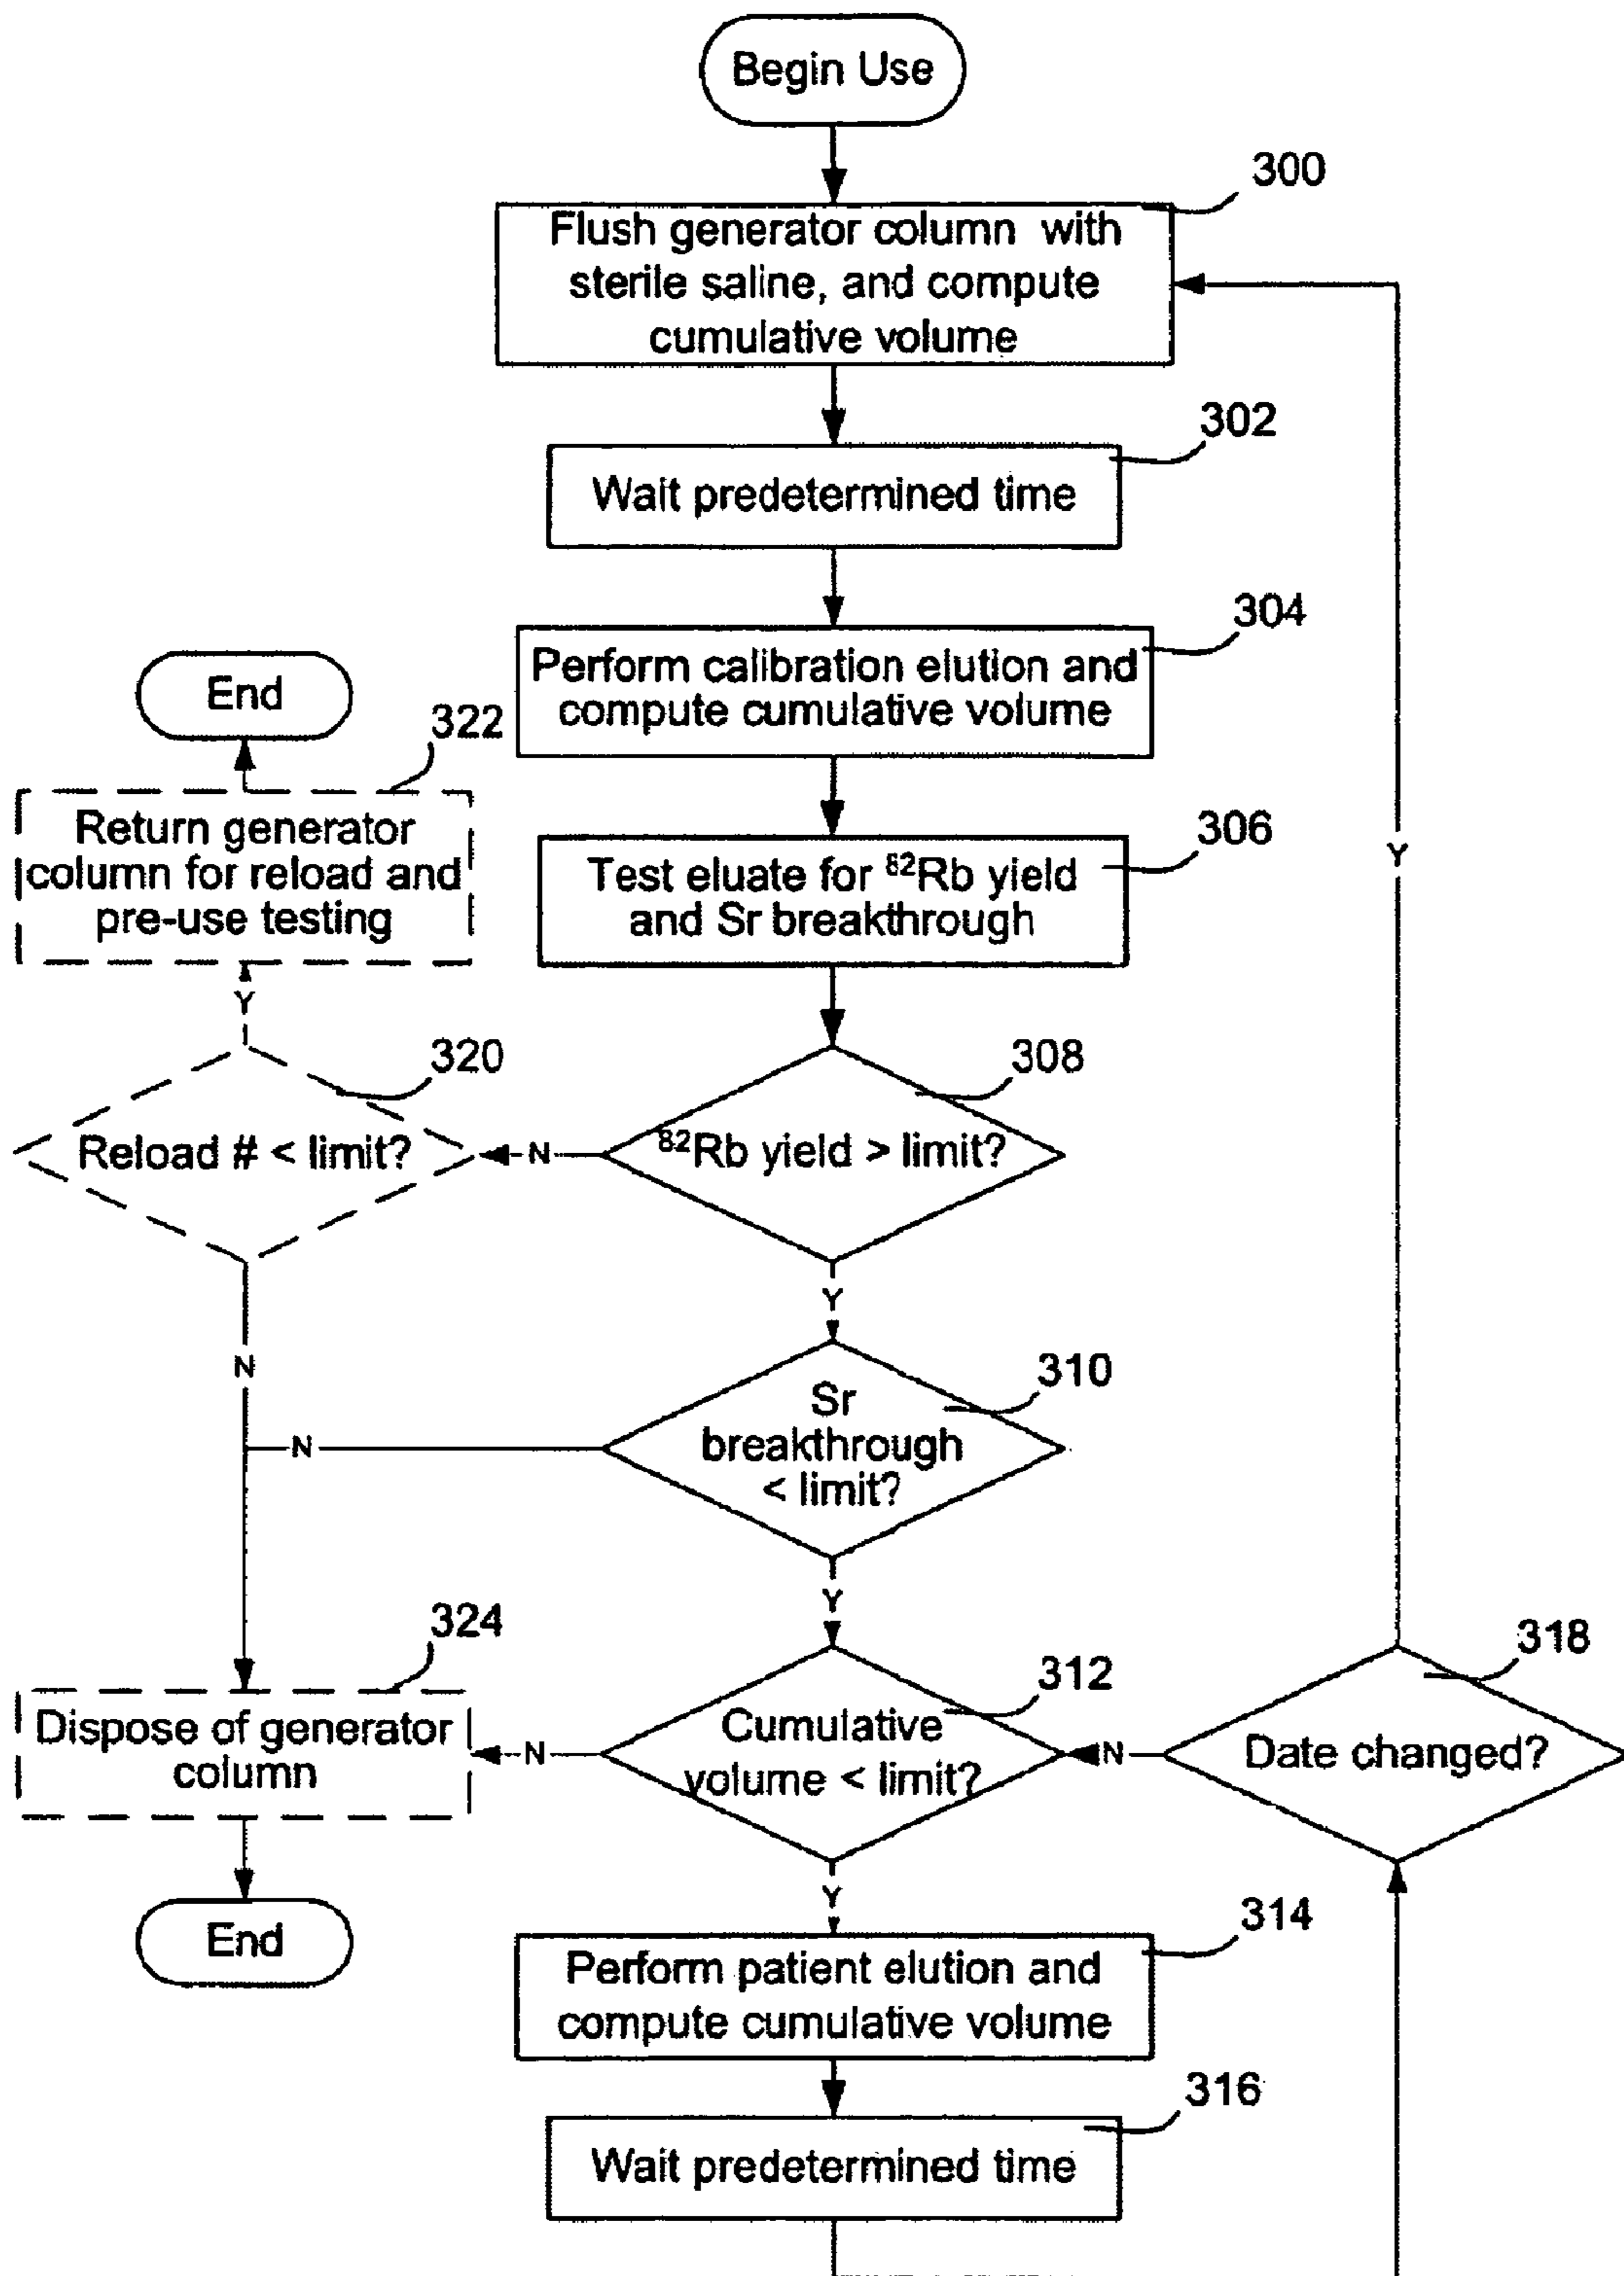 Begin Use
300
Flush generator column with
sterile saline, and compute
cumulative volume
302
Wait predetermined time
304
Perform calibration elution and
compute cumulative volume
End
322
Return generator
column for reload and
pre-use testing
306
Test eluate for ⁸²Rb yield
and Sr breakthrough
Y
Y
320
Reload # < limit?
N
308
⁸²Rb yield > limit?
Y
N
310
Sr
breakthrough
< limit?
N
Y
324
Dispose of generator
column
N
312
Cumulative
volume < limit?
N
318
Date changed?
End
Y
314
Perform patient elution and
compute cumulative volume
316
Wait predetermined time